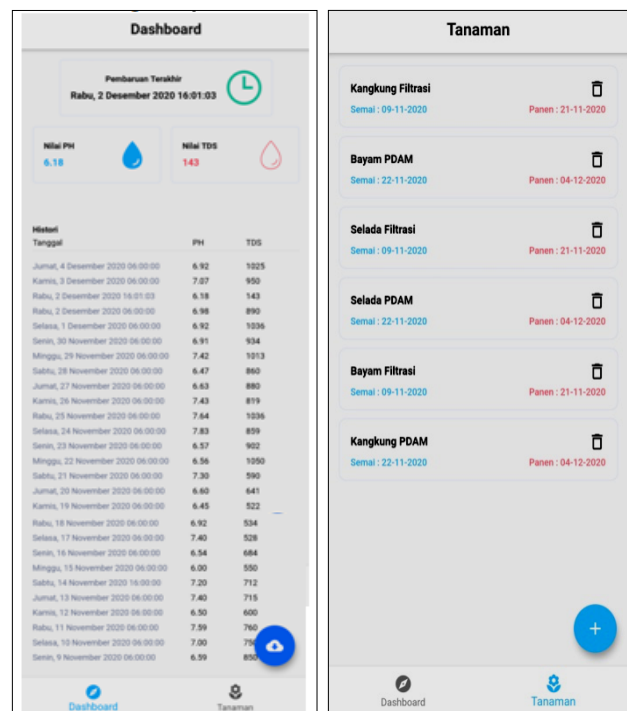 Dashboard
Pembaruan Terakhir
Rabu, 2 Desember 2020 16:01:03
Nilai PH
6.18
Nilai TDS
143
Histori
Tanggal PH TDS
Jumat, 4 Desember 2020 06:00:00 6.92 1025
Kamis, 3 Desember 2020 06:00:00 7.07 950
Rabu, 2 Desember 2020 16:01:03 6.18 143
Rabu, 2 Desember 2020 06:00:00 6.98 890
Selasa, 1 Desember 2020 06:00:00 6.92 1036
Senin, 30 November 2020 06:00:00 6.91 934
Minggu, 29 November 2020 06:00:00 7.42 1013
Sabtu, 28 November 2020 06:00:00 6.47 860
Jumat, 27 November 2020 06:00:00 6.63 880
Kamis, 26 November 2020 06:00:00 7.43 819
Rabu, 25 November 2020 06:00:00 7.64 1036
Selasa, 24 November 2020 06:00:00 7.83 859
Senin, 23 November 2020 06:00:00 6.57 902
Minggu, 22 November 2020 06:00:00 6.56 1050
Sabtu, 21 November 2020 06:00:00 7.30 590
Jumat, 20 November 2020 06:00:00 6.60 641
Kamis, 19 November 2020 06:00:00 6.45 522
Rabu, 18 November 2020 06:00:00 6.92 534
Selasa, 17 November 2020 06:00:00 7.40 528
Senin, 16 November 2020 06:00:00 6.54 684
Minggu, 15 November 2020 06:00:00 6.00 550
Sabtu, 14 November 2020 16:00:00 7.20 712
Jumat, 13 November 2020 06:00:00 7.40 715
Kamis, 12 November 2020 06:00:00 6.50 600
Rabu, 11 November 2020 06:00:00 7.59 760
Selasa, 10 November 2020 06:00:00 7.00
Senin, 9 November 2020 06:00:00 6.59 850
Dashboard Tanaman
Tanaman
Kangkung Filtrasi
Semai : 09-11-2020 Panen : 21-11-2020
Bayam PDAM
Semai : 22-11-2020 Panen : 04-12-2020
Selada Filtrasi
Semai : 09-11-2020 Panen : 21-11-2020
Selada PDAM
Semai : 22-11-2020 Panen : 04-12-2020
Bayam Filtrasi
Semai : 09-11-2020 Panen : 21-11-2020
Kangkung PDAM
Semai : 22-11-2020 Panen : 04-12-2020
Dashboard Tanaman